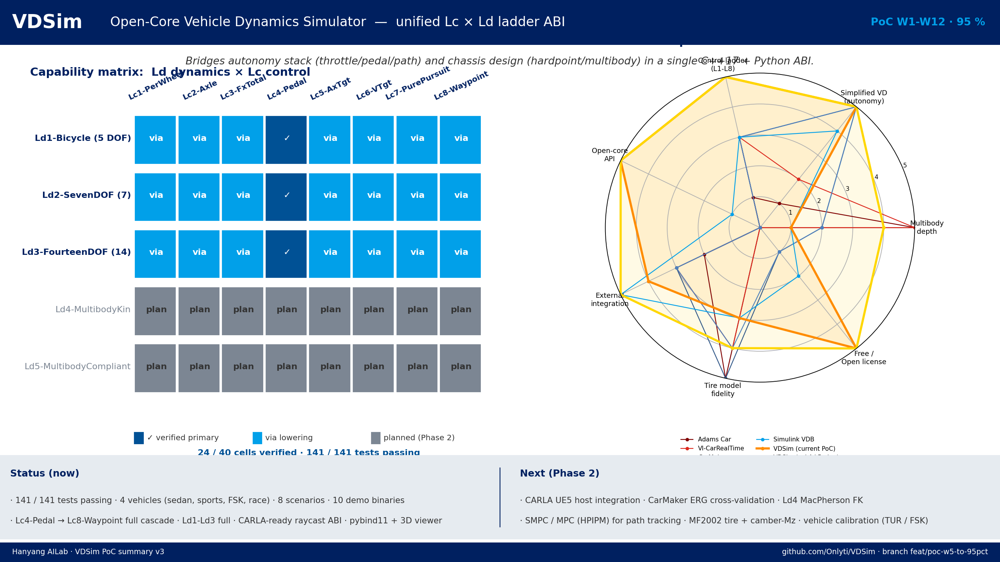 VDSim Open-Core Vehicle Dynamics Simulator — unified Lc × Ld ladder ABI PoC W1-W12 · 95 %
Bridges autonomy stack (throttle/pedal/path) and chassis design (hardpoint/multibody) in a single C++17 + Python ABI.
Capability matrix: Ld dynamics × Lc control
Lc1-PerWheel Lc2-Axle Lc3-FxTotal Lc4-Pedal Lc5-AxTgt Lc6-VTgt Lc7-PurePursuit Lc8-Waypoint
Ld1-Bicycle (5 DOF) via via via ✓ via via via via
Ld2-SevenDOF (7) via via via ✓ via via via via
Ld3-FourteenDOF (14) via via via ✓ via via via via
Ld4-MultibodyKin plan plan plan plan plan plan plan plan
Ld5-MultibodyCompliant plan plan plan plan plan plan plan plan
✓ verified primary via lowering planned (Phase 2)
24 / 40 cells verified · 141 / 141 tests passing
Control ladder
(L1-L8)
Simplified VD
(autonomy)
Open-core
API
5
4
3
2
1
Multibody
depth
External
integration
Free /
Open license
Tire model
fidelity
Adams Car
VI-CarRealTime
Simulink VDB
VDSim (current PoC)
Status (now)
· 141 / 141 tests passing · 4 vehicles (sedan, sports, FSK, race) · 8 scenarios · 10 demo binaries
· Lc4-Pedal → Lc8-Waypoint full cascade · Ld1-Ld3 full · CARLA-ready raycast ABI · pybind11 + 3D viewer
Next (Phase 2)
· CARLA UE5 host integration · CarMaker ERG cross-validation · Ld4 MacPherson FK
· SMPC / MPC (HPIPM) for path tracking · MF2002 tire + camber-Mz · vehicle calibration (TUR / FSK)
Hanyang AILab · VDSim PoC summary v3
github.com/Onlyti/VDSim · branch feat/poc-w5-to-95pct